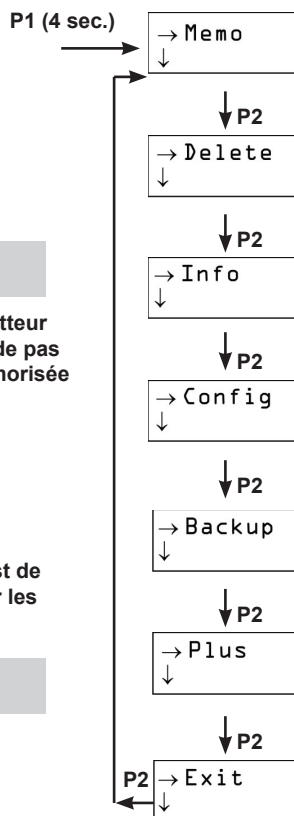 P1 (4 sec.)
→ Memo
↓
P2
→ Delete
↓
P2
→ Info
↓
P2
→ Config
↓
P2
→ Backup
↓
P2
→ Plus
↓
P2
P2
→ Exit
↓
tteur
de pas
norisée
st de
r les